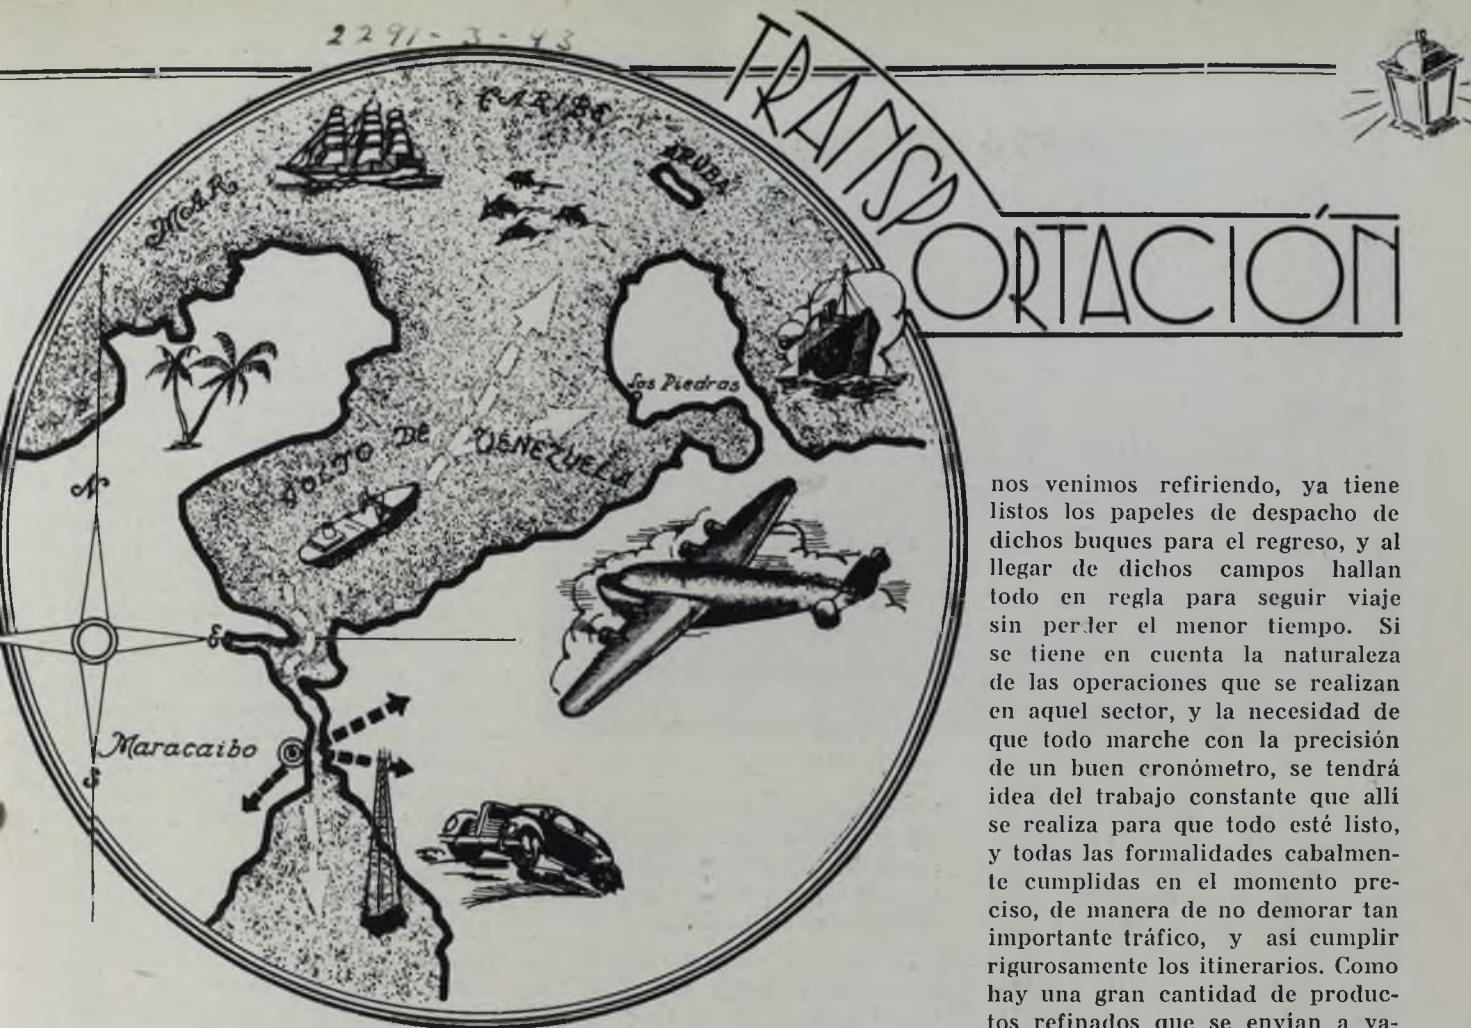 2291-3-43
TRANSPORTACIÓN
MAR CARIBE
ARUBA
Las Piedras
GOLFO DE VENEZUELA
N
E
Maracaibo
S
nos venimos refiriendo, ya tiene
listos los papeles de despacho de
dichos buques para el regreso, y al
llegar de dichos campos hallan
todo en regla para seguir viaje
sin perder el menor tiempo. Si
se tiene en cuenta la naturaleza
de las operaciones que se realizan
en aquel sector, y la necesidad de
que todo marche con la precisión
de un buen cronómetro, se tendrá
idea del trabajo constante que alli
se realiza para que todo esté listo,
y todas las formalidades cabalmen-
te cumplidas en el momento pre-
ciso, de manera de no demorar tan
importante tráfico, y así cumplir
rigurosamente los itinerarios. Como
hay una gran cantidad de produc-
tos refinados que se envían a va-